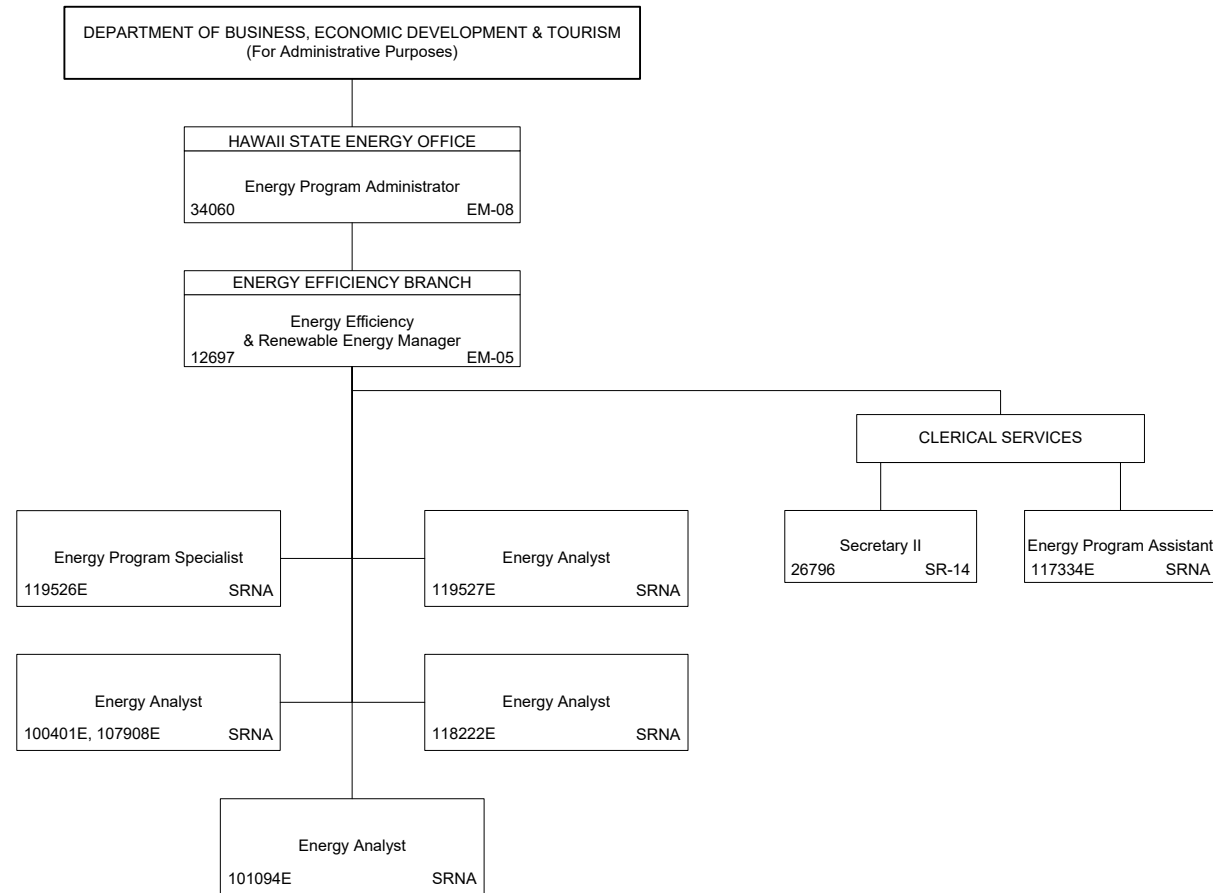 DEPARTMENT OF BUSINESS, ECONOMIC DEVELOPMENT & TOURISM
(For Administrative Purposes)
HAWAII STATE ENERGY OFFICE
Energy Program Administrator
34060 EM-08
ENERGY EFFICIENCY BRANCH
Energy Efficiency
& Renewable Energy Manager
12697 EM-05
CLERICAL SERVICES
Energy Program Specialist
119526E SRNA
Energy Analyst
119527E SRNA
Secretary II
26796 SR-14
Energy Program Assistant
117334E SRNA
Energy Analyst
100401E, 107908E SRNA
Energy Analyst
118222E SRNA
Energy Analyst
101094E SRNA